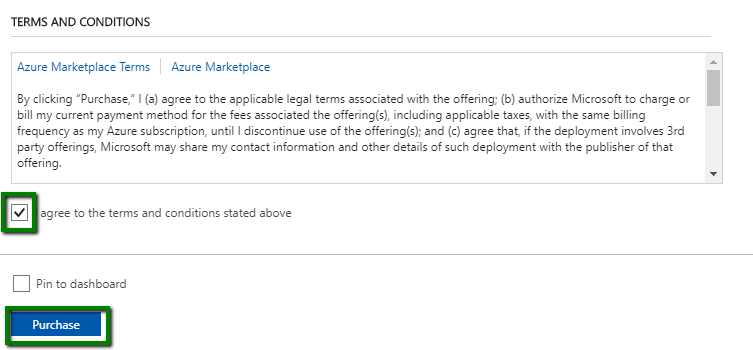 TERMS AND CONDITIONS
Azure Marketplace Terms | Azure Marketplace
By clicking “Purchase,” I (a) agree to the applicable legal terms associated with the offering; (b) authorize Microsoft to charge or
bill my current payment method for the fees associated the offering(s), including applicable taxes, with the same billing
frequency as my Azure subscription, until I discontinue use of the offering(s); and (c) agree that, if the deployment involves 3rd
party offerings, Microsoft may share my contact information and other details of such deployment with the publisher of that
offering.
agree to the terms and conditions stated above
Pin to dashboard
Purchase